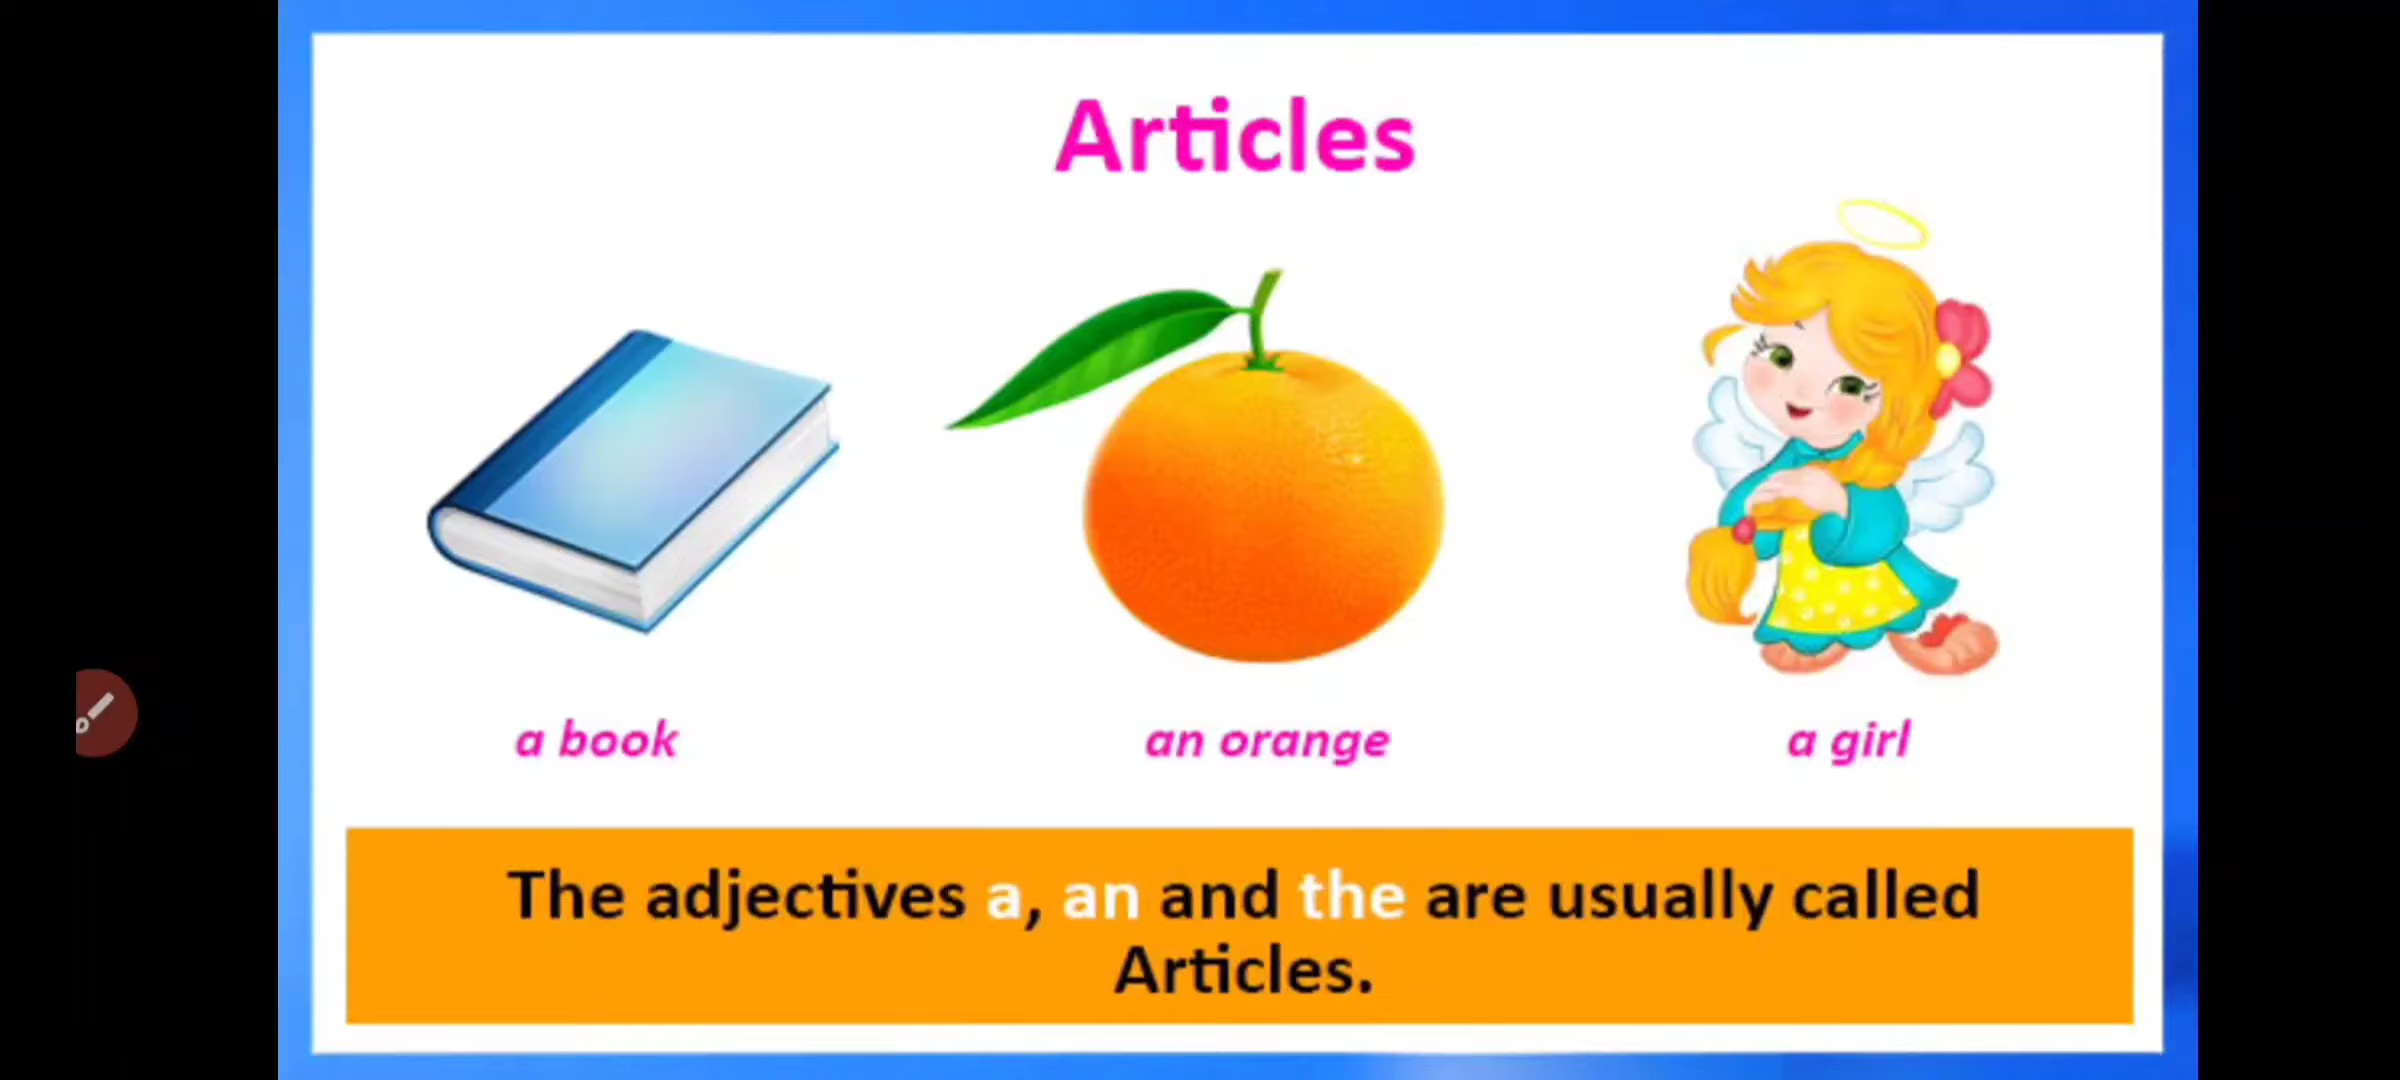 Articles
a book
an orange
a girl
The adjectives a, an and the are usually called
Articles.